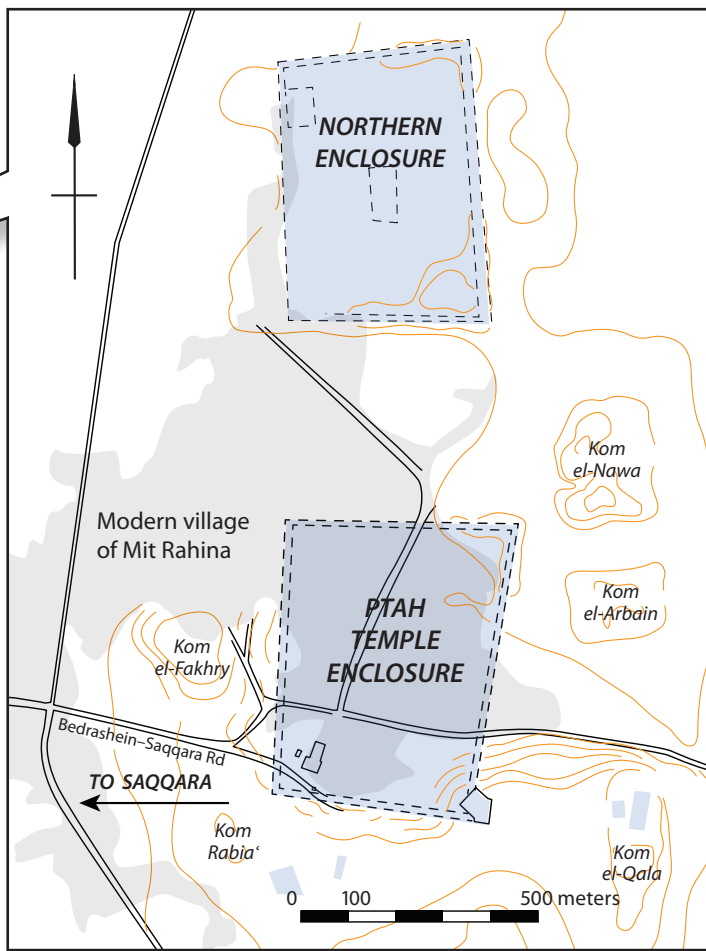 NORTHERN
ENCLOSURE
Kom
el-Nawa
Modern village
of Mit Rahina
Kom
el-Arbain
PTAH
TEMPLE
ENCLOSURE
Kom
el-Fakhry
Bedrashein–Saqqara Rd
TO SAQQARA
Kom
Rabia‘
Kom
el-Qala
0 100 500 meters